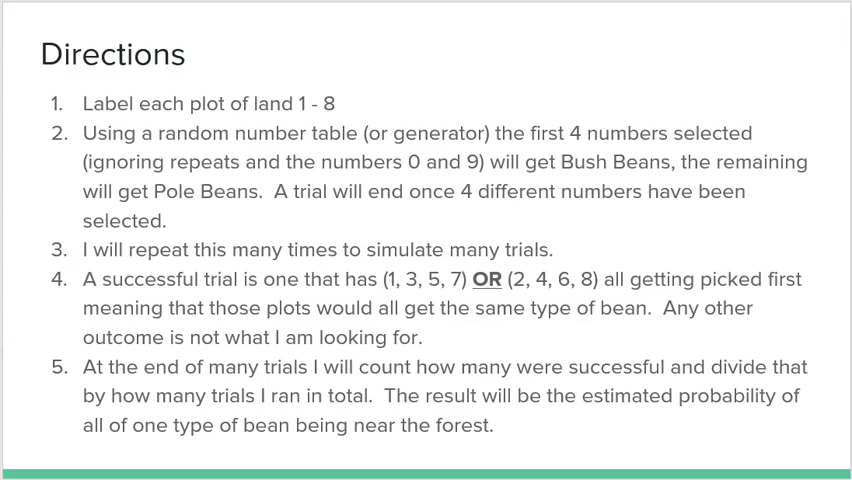 Directions
1. Label each plot of land 1 - 8
2. Using a random number table (or generator) the first 4 numbers selected
(ignoring repeats and the numbers 0 and 9) will get Bush Beans, the remaining
will get Pole Beans.  A trial will end once 4 different numbers have been
selected.
3. I will repeat this many times to simulate many trials.
4. A successful trial is one that has (1, 3, 5, 7) OR (2, 4, 6, 8) all getting picked first
meaning that those plots would all get the same type of bean.  Any other
outcome is not what I am looking for.
5. At the end of many trials I will count how many were successful and divide that
by how many trials I ran in total.  The result will be the estimated probability of
all of one type of bean being near the forest.